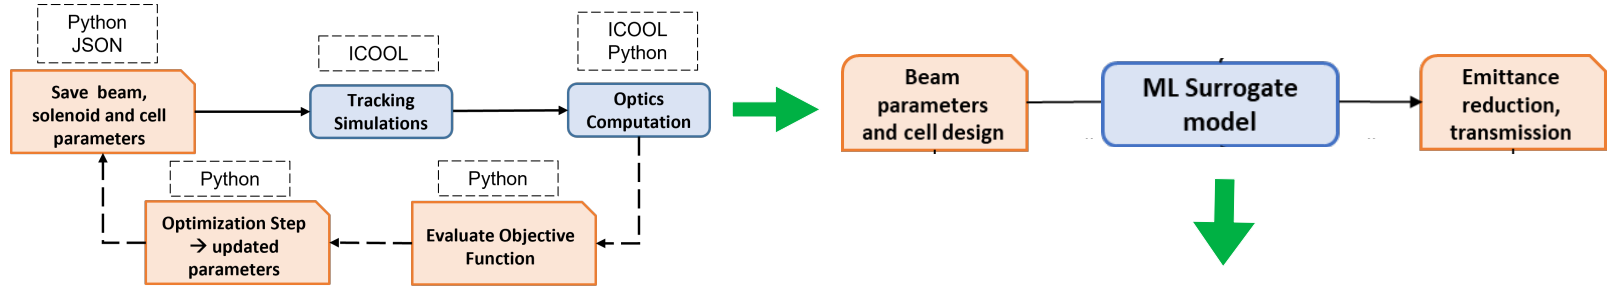 Python
JSON
ICOOL
ICOOL
Python
Save beam,
solenoid and cell
parameters
Tracking
Simulations
Optics
Computation
Python
Python
Optimization Step
→ updated
parameters
Evaluate Objective
Function
Beam
parameters
and cell design
ML Surrogate
model
Emittance
reduction,
transmission